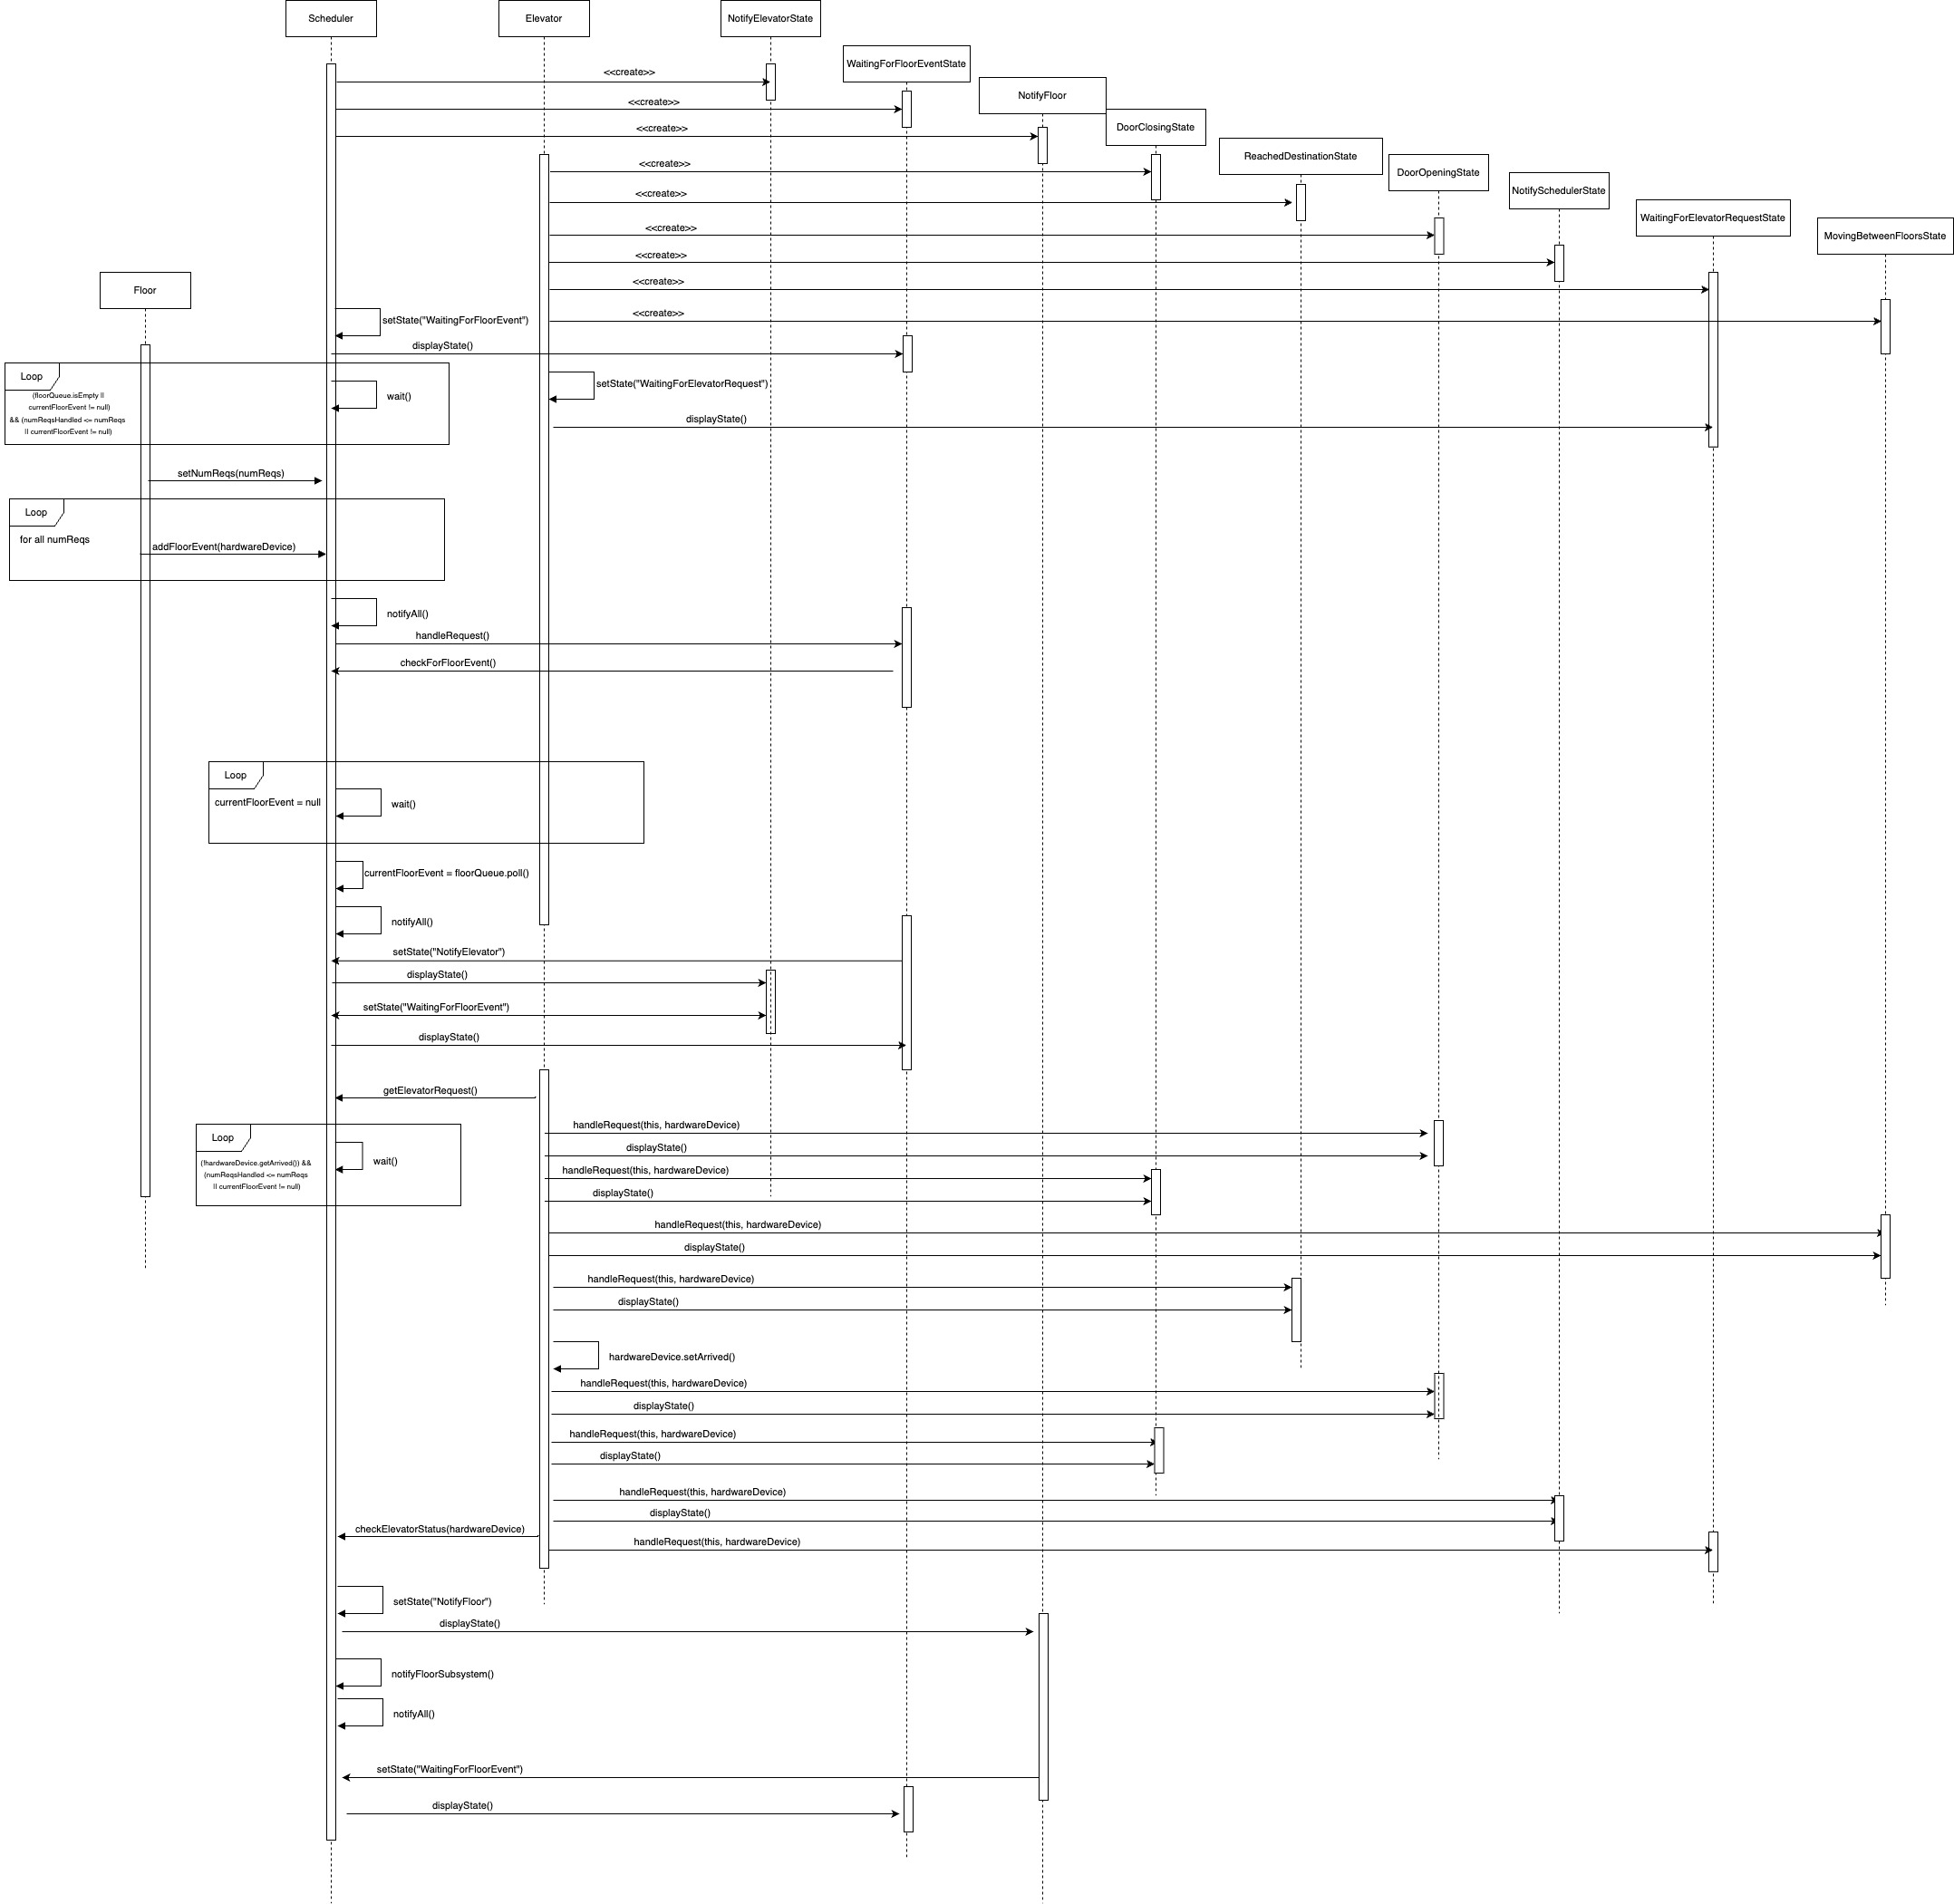 Scheduler
Elevator
NotifyElevatorState
WaitingForFloorEventState
<<create>>
NotifyFloor
<<create>>
DoorClosingState
<<create>>
ReachedDestinationState
<<create>>
DoorOpeningState
NotifySchedulerState
<<create>>
WaitingForElevatorRequestState
<<create>>
MovingBetweenFloorsState
<<create>>
<<create>>
Floor
<<create>>
setState("WaitingForFloorEvent")
displayState()
Loop
(floorQueue.isEmpty ||
currentFloorEvent != null)
&& (numReqsHandled <= numReqs
|| currentFloorEvent != null)
wait()
setState("WaitingForElevatorRequest")
displayState()
setNumReqs(numReqs)
Loop
for all numReqs
addFloorEvent(hardwareDevice)
notifyAll()
handleRequest()
checkForFloorEvent()
Loop
currentFloorEvent = null
wait()
currentFloorEvent = floorQueue.poll()
notifyAll()
setState("NotifyElevator")
displayState()
setState("WaitingForFloorEvent")
displayState()
getElevatorRequest()
handleRequest(this, hardwareDevice)
Loop
(!hardwareDevice.getArrived()) &&
(numReqsHandled <= numReqs
|| currentFloorEvent != null)
wait()
displayState()
handleRequest(this, hardwareDevice)
displayState()
handleRequest(this, hardwareDevice)
displayState()
handleRequest(this, hardwareDevice)
displayState()
hardwareDevice.setArrived()
handleRequest(this, hardwareDevice)
displayState()
handleRequest(this, hardwareDevice)
displayState()
handleRequest(this, hardwareDevice)
displayState()
checkElevatorStatus(hardwareDevice)
handleRequest(this, hardwareDevice)
setState("NotifyFloor")
displayState()
notifyFloorSubsystem()
notifyAll()
setState("WaitingForFloorEvent")
displayState()